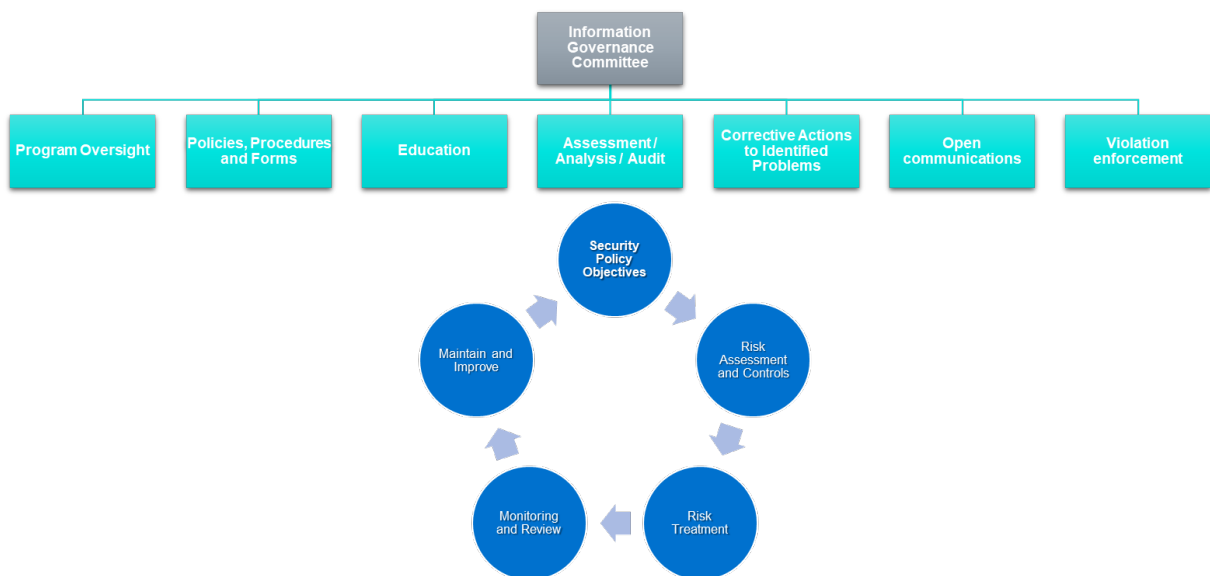 Information
Governance
Committee
Program Oversight
Policies, Procedures
and Forms
Education
Assessment /
Analysis / Audit
Corrective Actions
to Identified
Problems
Open
communications
Violation
enforcement
Security
Policy
Objectives
Risk
Assessment
and Controls
Risk
Treatment
Monitoring
and Review
Maintain and
Improve